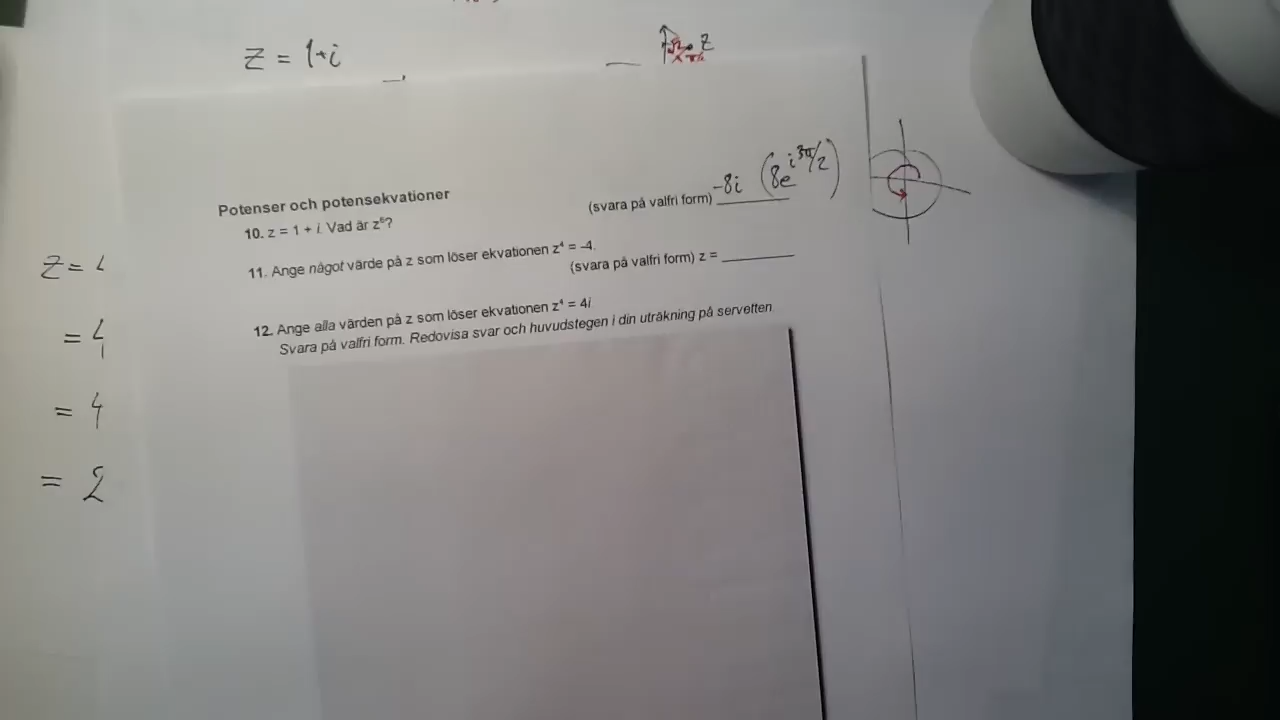 z = 1+i
z
Potenser och potensekvationer
-8i (8e^{i3π/2})
10. z = 1 + i. Vad är z⁶?
(svara på valfri form)
11. Ange något värde på z som löser ekvationen z⁴ = -4.
(svara på valfri form) z =
12. Ange alla värden på z som löser ekvationen z⁴ = 4i
Svara på valfri form. Redovisa svar och huvudstegen i din uträkning på servetten
z =
= 4
= 4
= 2